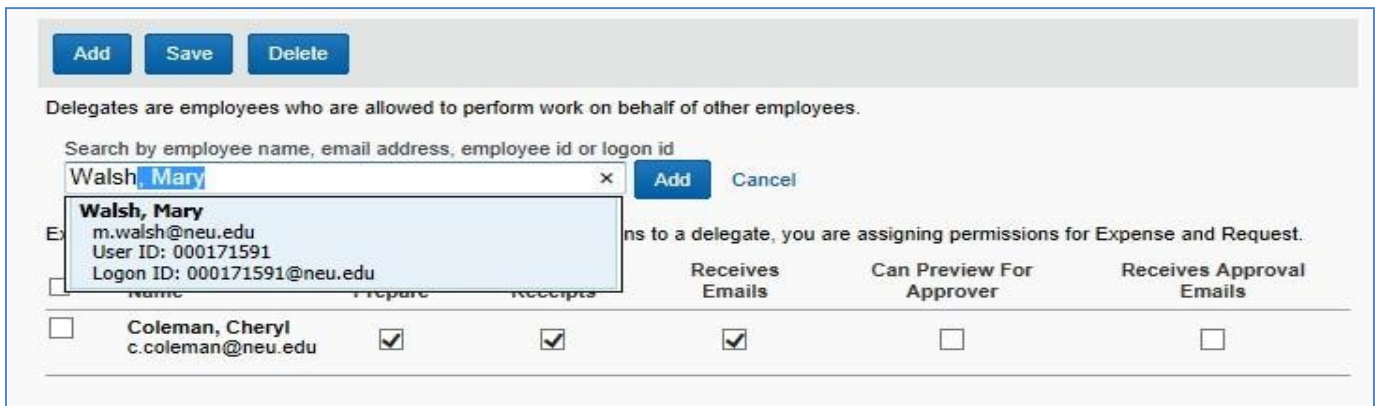 Add Save Delete
Delegates are employees who are allowed to perform work on behalf of other employees.
Search by employee name, email address, employee id or logon id
Walsh, Mary × Add Cancel
Walsh, Mary
m.walsh@neu.edu
User ID: 000171591
Logon ID: 000171591@neu.edu
ns to a delegate, you are assigning permissions for Expense and Request.
Name Prepare Receipts Receives Emails Can Preview For Approver Receives Approval Emails
Coleman, Cheryl
c.coleman@neu.edu